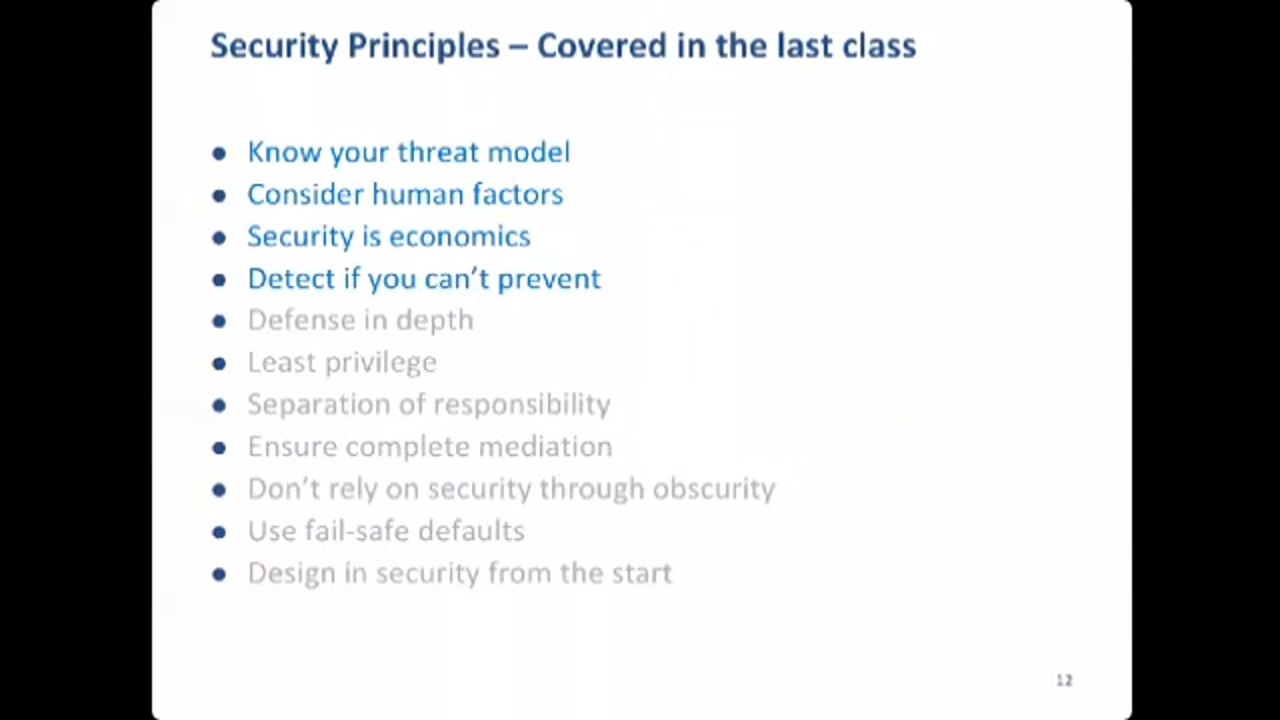 Security Principles – Covered in the last class
● Know your threat model
● Consider human factors
● Security is economics
● Detect if you can’t prevent
● Defense in depth
● Least privilege
● Separation of responsibility
● Ensure complete mediation
● Don’t rely on security through obscurity
● Use fail-safe defaults
● Design in security from the start
12